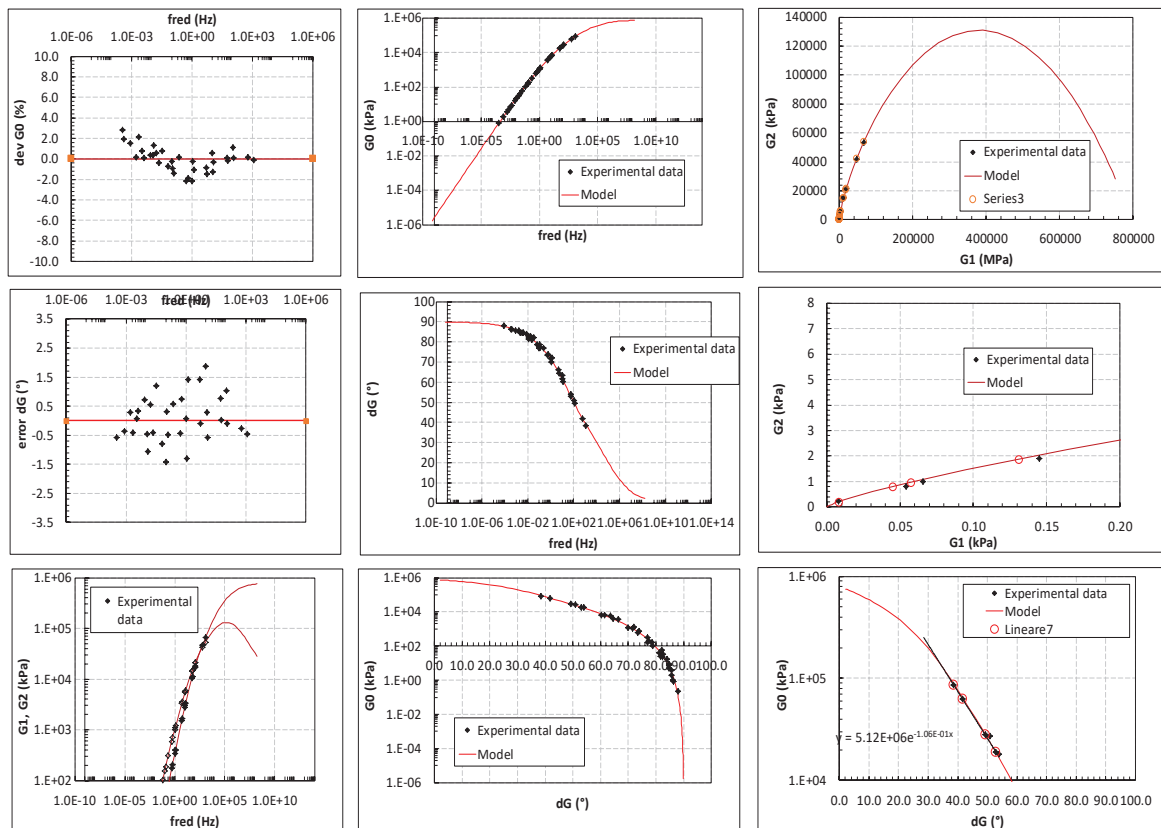 fred (Hz)
1.0E-06 1.0E-03 1.0E+00 1.0E+03 1.0E+06
10.0
8.0
6.0
4.0
2.0
0.0
-2.0
-4.0
-6.0
-8.0
-10.0
dev G0 (%)
1.E+06
1.E+04
1.E+02
1.E+00
1.E-02
1.E-04
1.E-06
G0 (kPa)
1.0E-10 1.0E-05 1.0E+00 1.0E+05 1.0E+10
Experimental data
Model
fred (Hz)
140000
120000
100000
80000
60000
40000
20000
0
G2 (kPa)
Experimental data
Model
Series3
0 200000 400000 600000 800000
G1 (MPa)
1.0E-06 1.0E-03 1.0E+00 1.0E+03 1.0E+06
fred (Hz)
3.5
2.5
1.5
0.5
-0.5
-1.5
-2.5
-3.5
error dG (°)
100
90
80
70
60
50
40
30
20
10
0
dG (°)
Experimental data
Model
1.0E-10 1.0E-06 1.0E-02 1.0E+02 1.0E+06 1.0E+10 1.0E+14
fred (Hz)
8
7
6
5
4
3
2
1
0
G2 (kPa)
Experimental data
Model
0.00 0.05 0.10 0.15 0.20
G1 (kPa)
1.E+06
1.E+05
1.E+04
1.E+03
1.E+02
G1, G2 (kPa)
Experimental
data
1.0E-10 1.0E-05 1.0E+00 1.0E+05 1.0E+10
fred (Hz)
1.E+06
1.E+04
1.E+02
1.E+00
1.E-02
1.E-04
1.E-06
G0 (kPa)
0.0 10.0 20.0 30.0 40.0 50.0 60.0 70.0 80.0 90.0 100.0
Experimental data
Model
dG (°)
1.E+06
1.E+05
1.E+04
G0 (kPa)
Experimental data
Model
Lineare7
y = 5.12E+06e-1.06E-01x
0.0 10.0 20.0 30.0 40.0 50.0 60.0 70.0 80.0 90.0 100.0
dG (°)